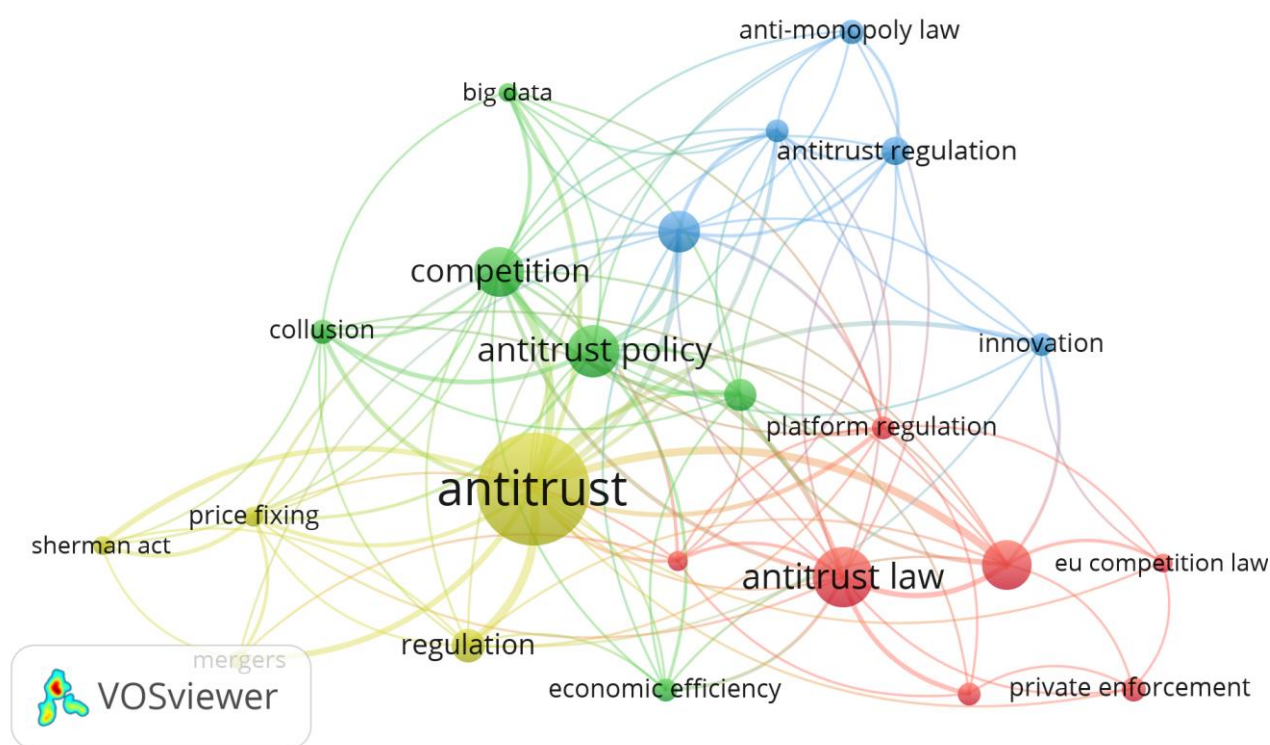 anti-monopoly law
big data
antitrust regulation
competition
collusion
antitrust policy
innovation
platform regulation
antitrust
price fixing
sherman act
eu competition law
antitrust law
regulation
mergers
economic efficiency
private enforcement
VOSviewer